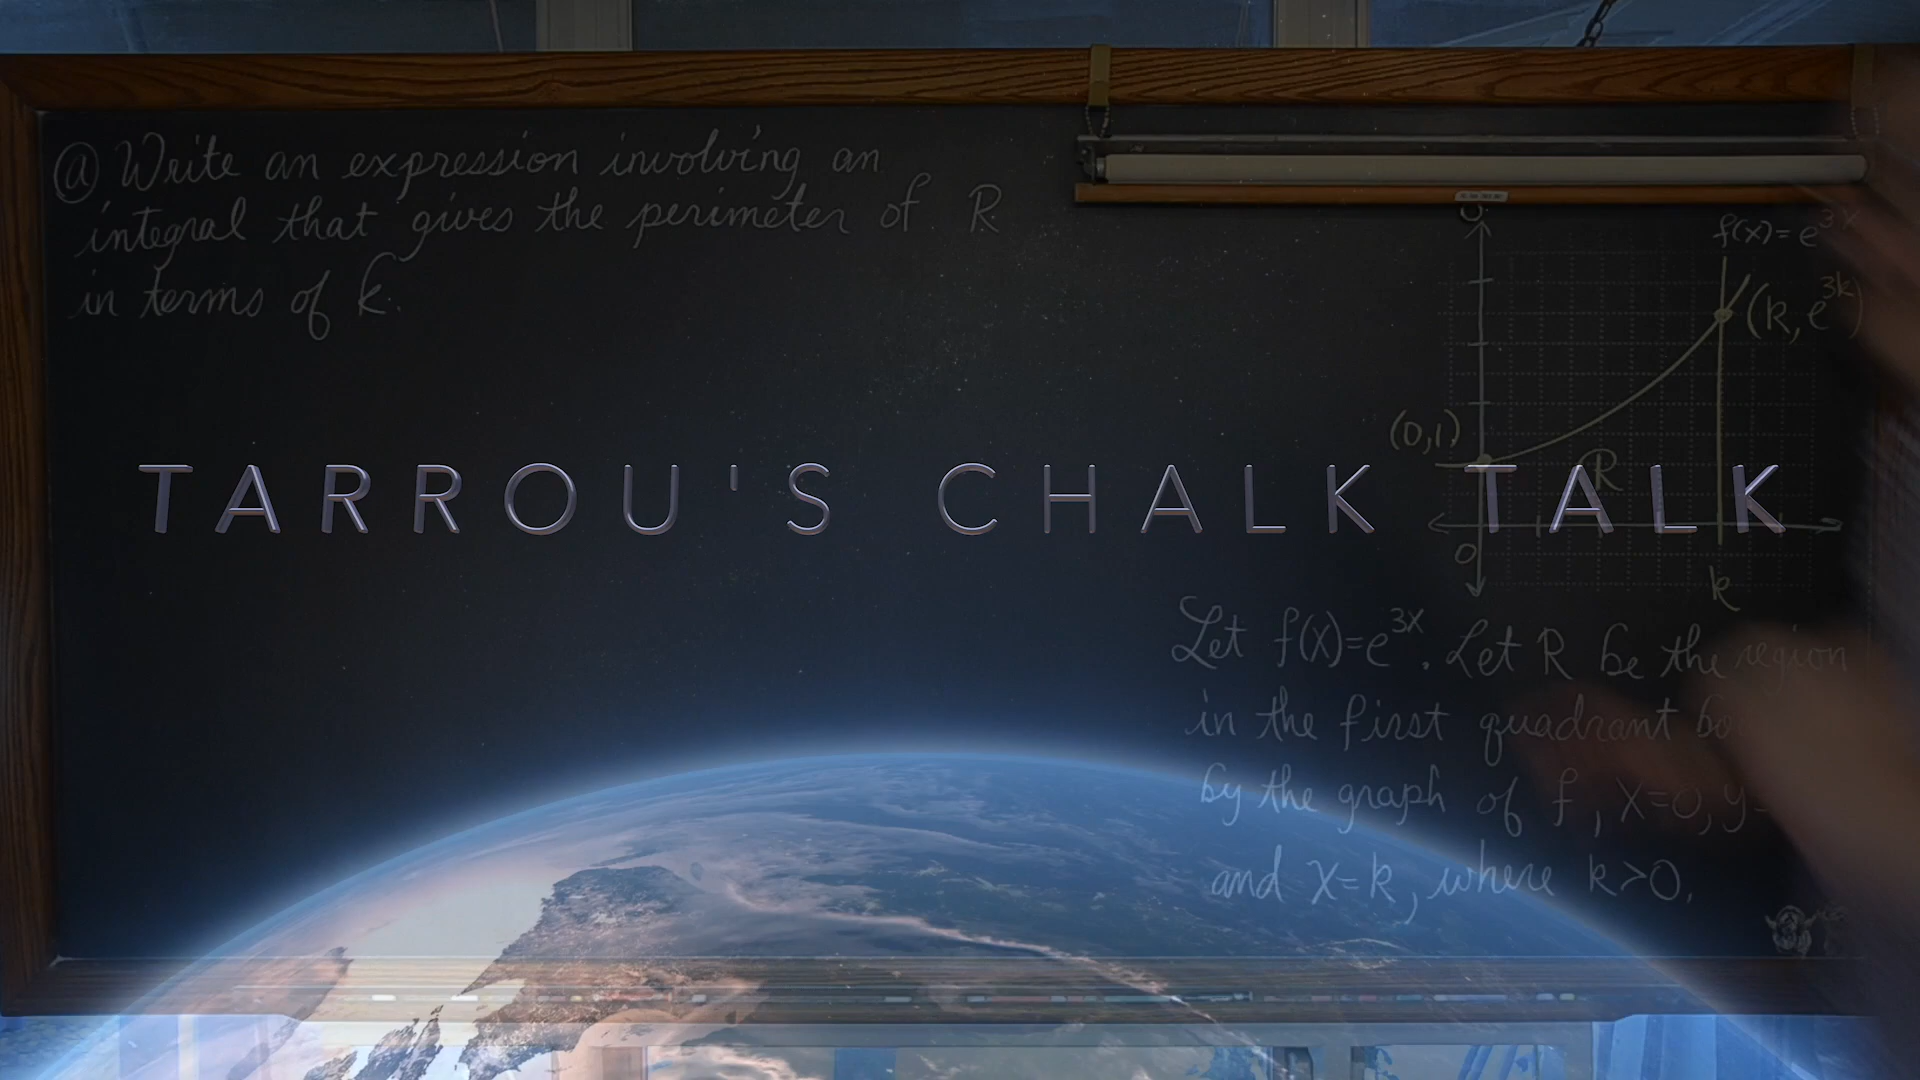 ⓐ Write an expression involving an
integral that gives the perimeter of R
in terms of k.
f(x)=e^3x
(k,e^3k)
(0,1)
R
TARROU'S CHALK TALK
0
k
Let f(x)=e^3x. Let R be the region
in the first quadrant
by the graph of f, X=0, y=
and X=k, where k>0.